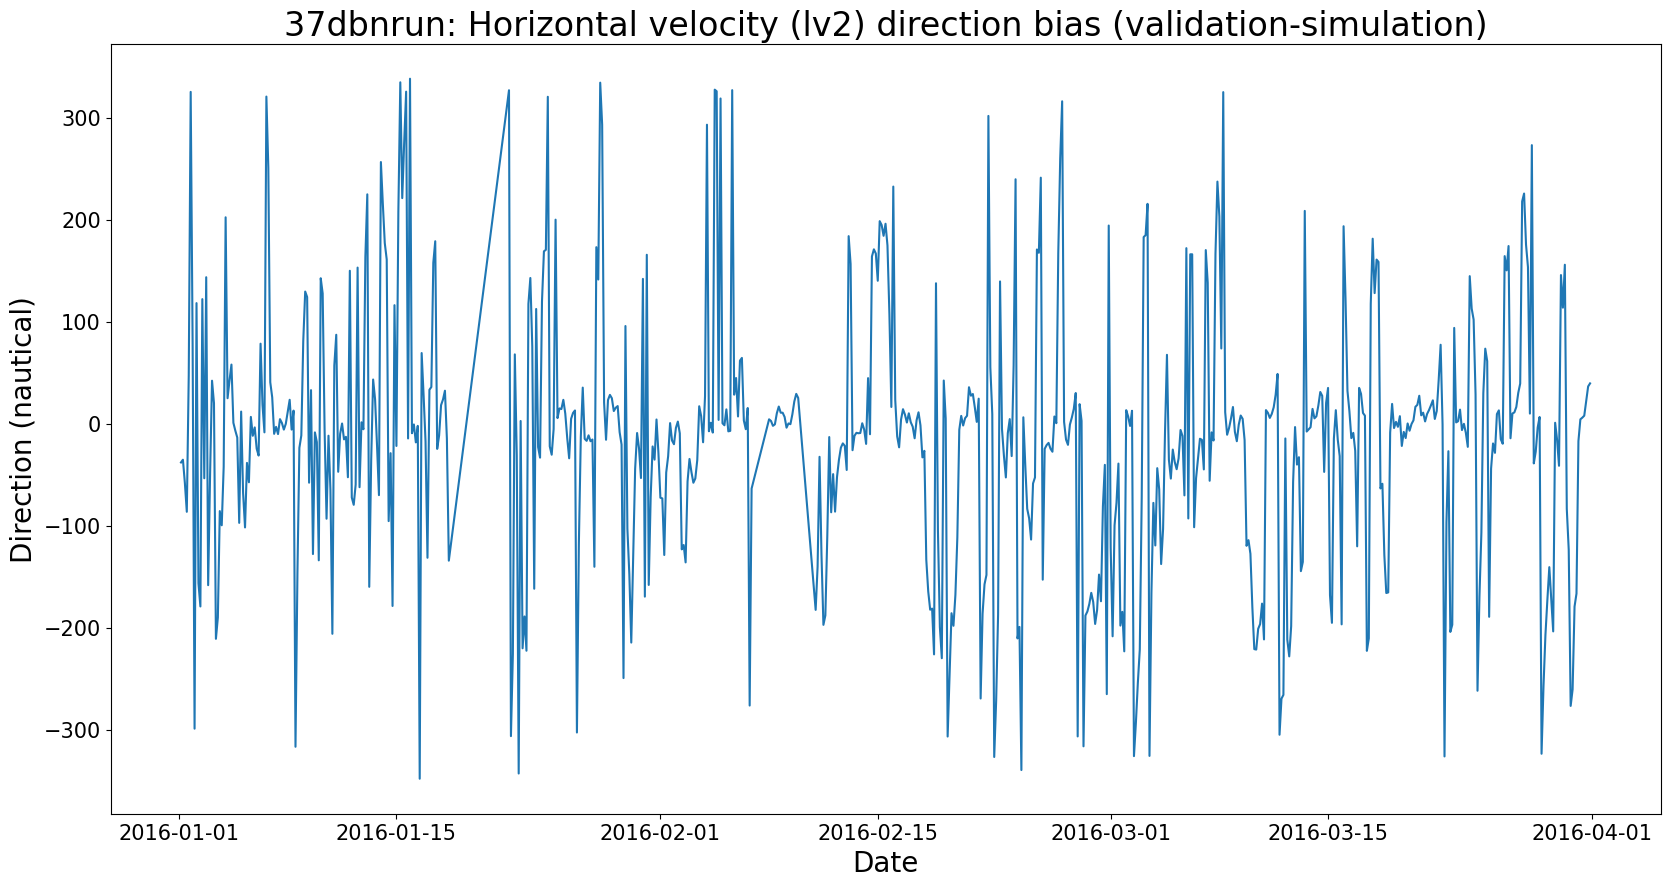 37dbnrun: Horizontal velocity (lv2) direction bias (validation-simulation)
Direction (nautical)
300
200
100
0
−100
−200
−300
2016-01-01 2016-01-15 2016-02-01 2016-02-15 2016-03-01 2016-03-15 2016-04-01
Date